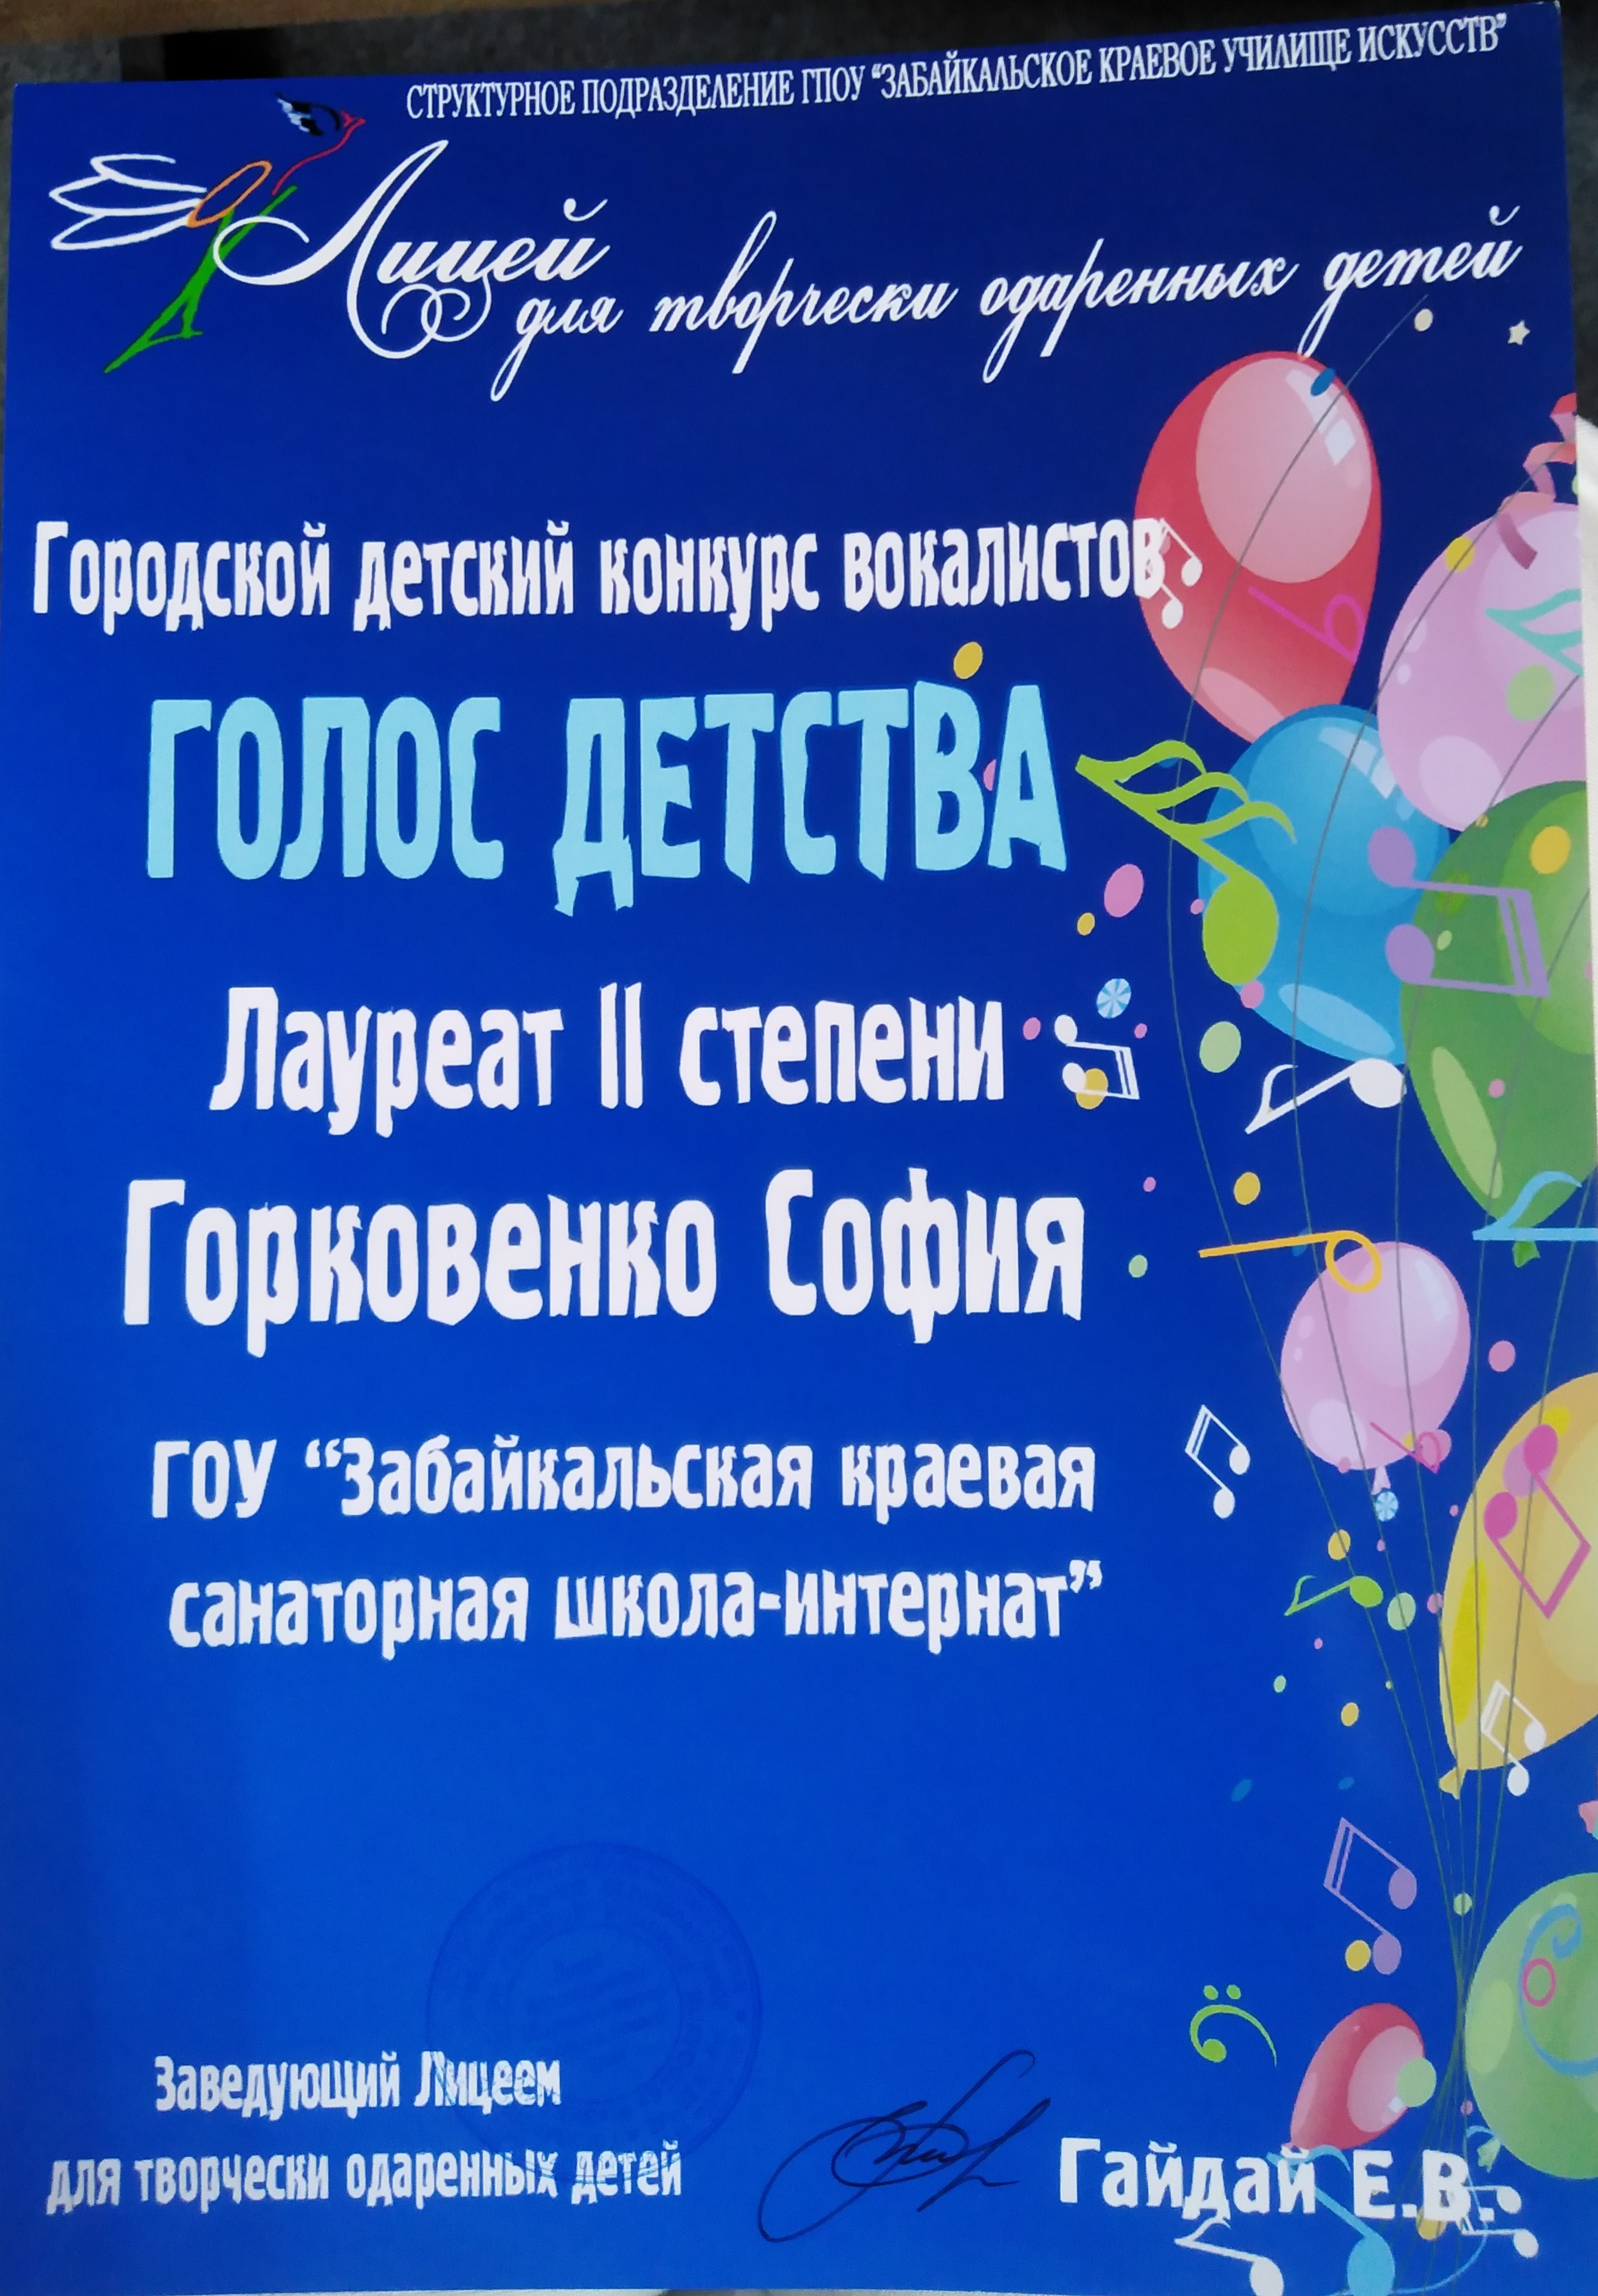 СТРУКТУРНОЕ ПОДРАЗДЕЛЕНИЕ ГПОУ “ЗАБАЙКАЛЬСКОЕ КРАЕВОЕ УЧИЛИЩЕ ИСКУССТВ”
Лицей
для творчески одаренных детей
Городской детский конкурс вокалистов
ГОЛОС ДЕТСТВА
Лауреат II степени
Горковенко София
ГОУ “Забайкальская краевая
санаторная школа-интернат”
Заведующий Лицеем
для творчески одаренных детей
Гайдай Е.В.